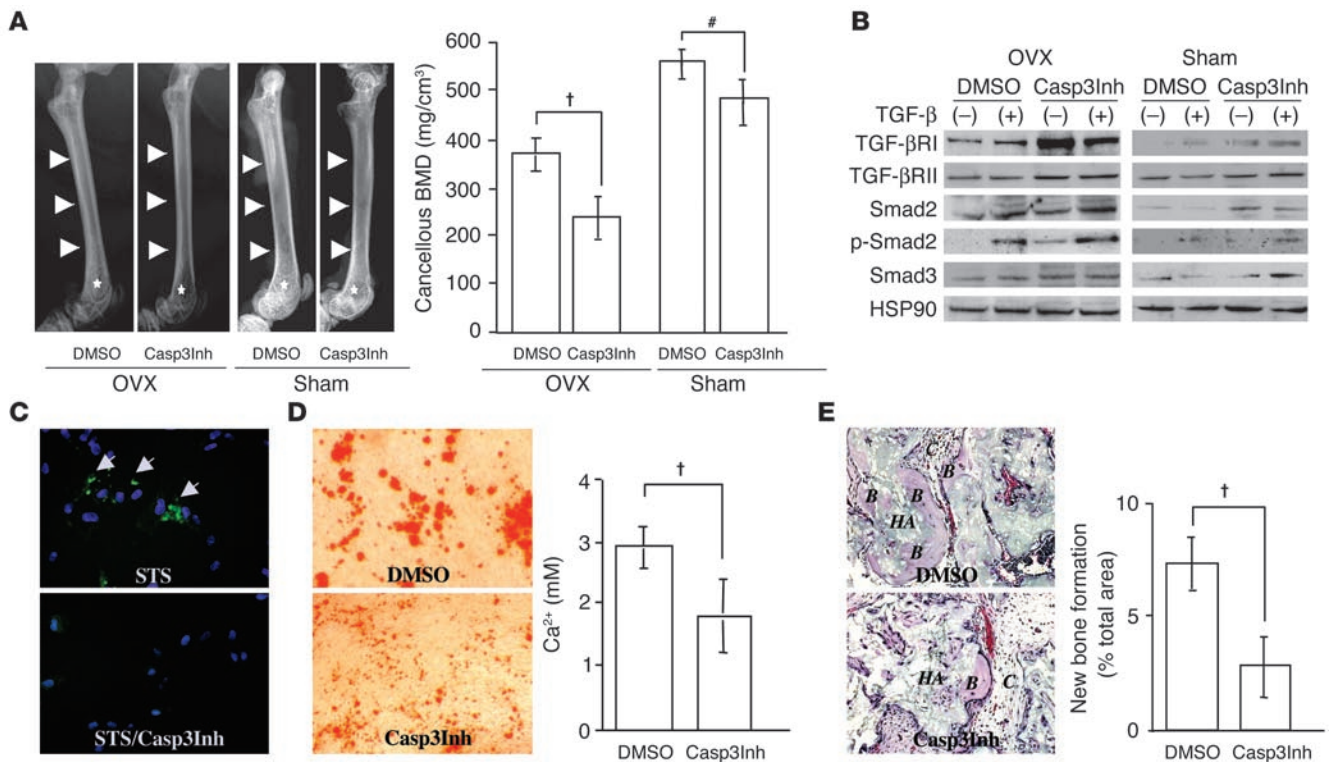 A
600
500
400
300
200
100
0
Cancellous BMD (mg/cm³)
†
#
DMSO Casp3Inh DMSO Casp3Inh
OVX Sham
DMSO Casp3Inh DMSO Casp3Inh
OVX Sham
B
OVX Sham
DMSO Casp3Inh DMSO Casp3Inh
TGF-β (–) (+) (–) (+) (–) (+) (–) (+)
TGF-βRI
TGF-βRII
Smad2
p-Smad2
Smad3
HSP90
C
STS
STS/Casp3Inh
D
DMSO
Casp3Inh
4
3
2
1
0
Ca²⁺ (mM)
†
DMSO Casp3Inh
E
C
B
B B
HA
B
DMSO
HA B C
Casp3Inh
10
5
0
New bone formation
(% total area)
†
DMSO Casp3Inh